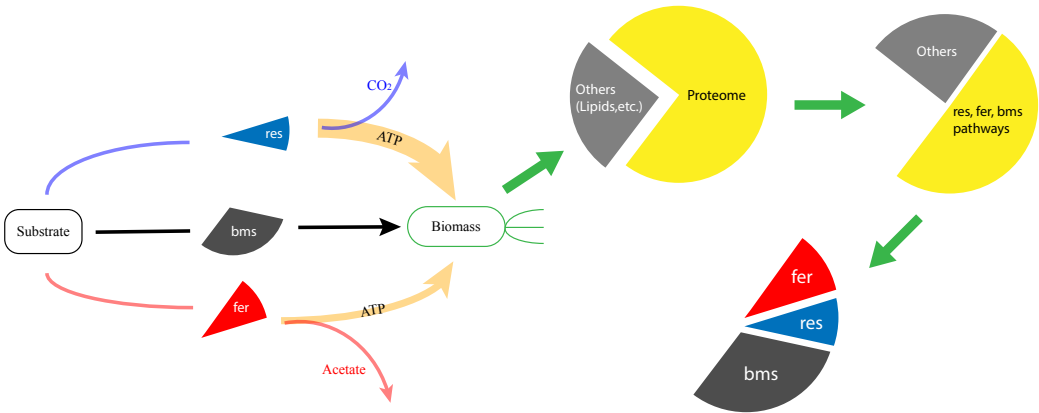 CO2
res
ATP
Substrate
bms
Biomass
fer
ATP
Acetate
Others
(Lipids,etc.)
Proteome
Others
res, fer, bms
pathways
fer
res
bms